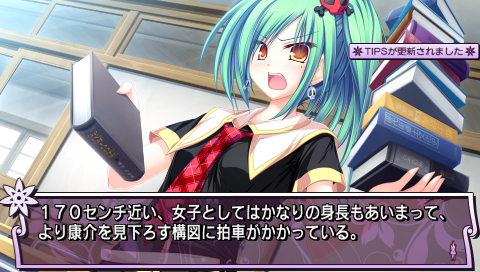 TIPSが更新されました
１７０センチ近い、女子としてはかなりの身長もあいまって、
より康介を見下ろす構図に拍車がかかっている。